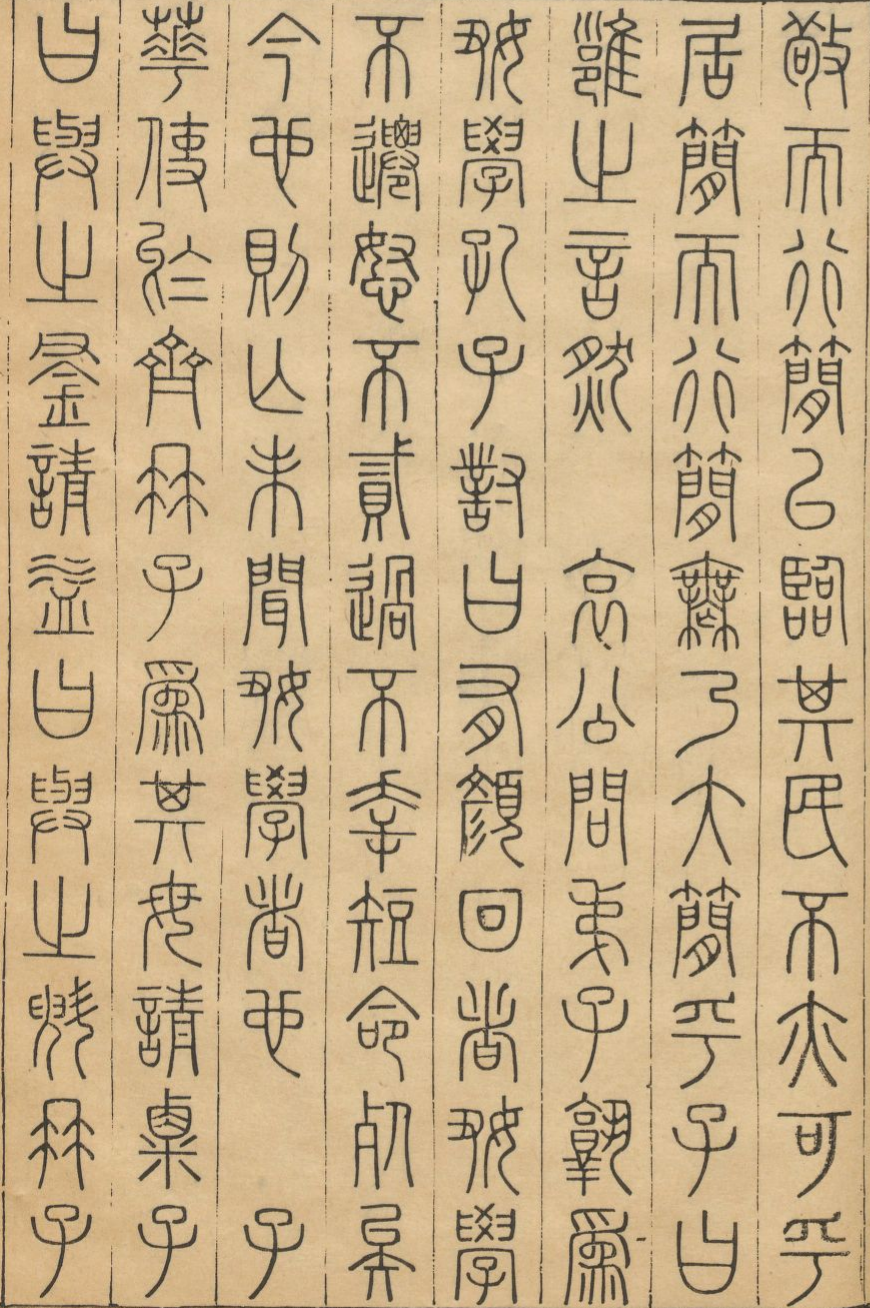 敬而行簡以臨其民不亦可乎
居簡而行簡無乃大簡乎子曰
雝之言然　哀公問弟子孰爲
好學孔子對曰有顏回者好學
不遷怒不貳過不幸短命死矣
今也則亡未聞好學者也　子
華使於齊冉子爲其母請粟子
曰與之釜請益曰與之庾冉子